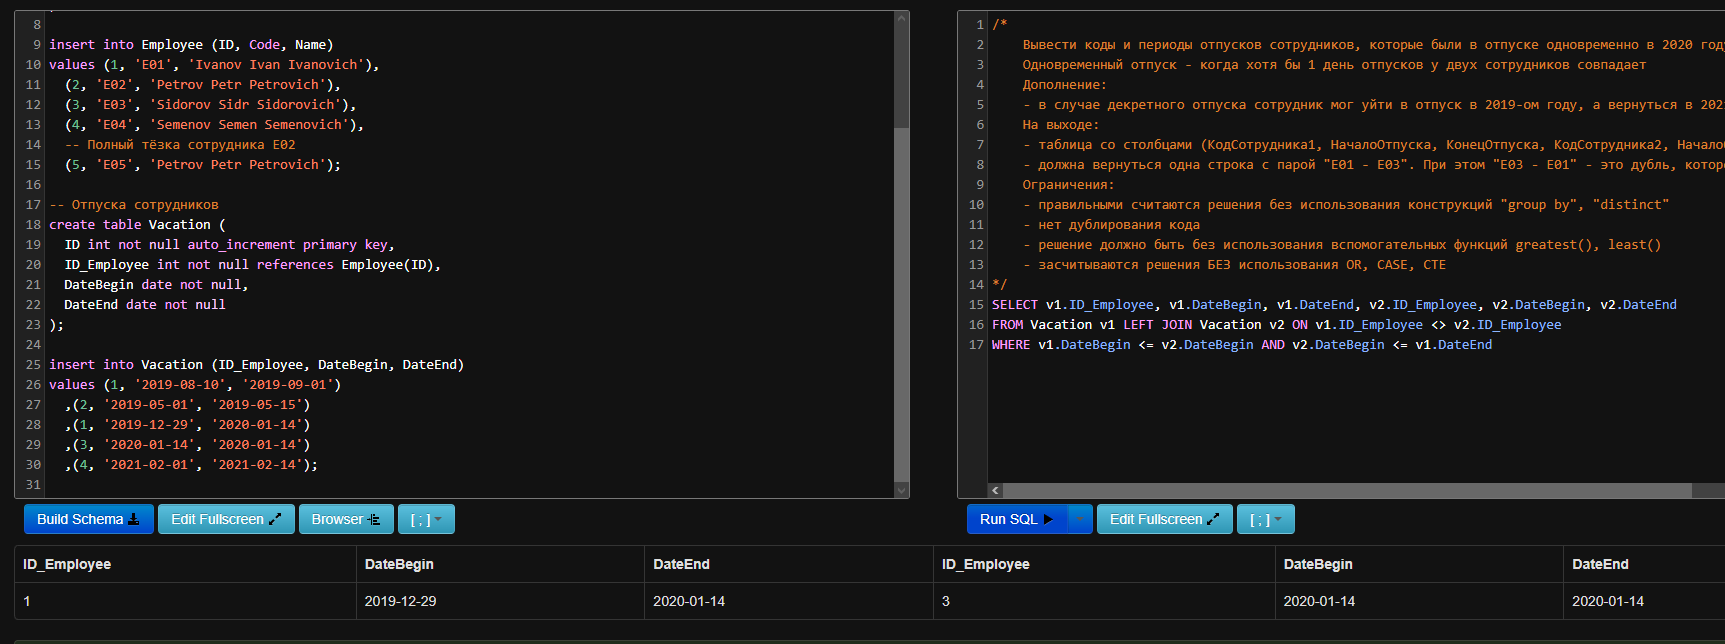 8
9 insert into Employee (ID, Code, Name)
10 values (1, 'E01', 'Ivanov Ivan Ivanovich'),
11 (2, 'E02', 'Petrov Petr Petrovich'),
12 (3, 'E03', 'Sidorov Sidr Sidorovich'),
13 (4, 'E04', 'Semenov Semen Semenovich'),
14 -- Полный тёзка сотрудника E02
15 (5, 'E05', 'Petrov Petr Petrovich');
16
17 -- Отпуска сотрудников
18 create table Vacation (
19 ID int not null auto_increment primary key,
20 ID_Employee int not null references Employee(ID),
21 DateBegin date not null,
22 DateEnd date not null
23 );
24
25 insert into Vacation (ID_Employee, DateBegin, DateEnd)
26 values (1, '2019-08-10', '2019-09-01')
27 ,(2, '2019-05-01', '2019-05-15')
28 ,(1, '2019-12-29', '2020-01-14')
29 ,(3, '2020-01-14', '2020-01-14')
30 ,(4, '2021-02-01', '2021-02-14');
31
Build Schema Edit Fullscreen Browser [ ; ]
1 /*
2 Вывести коды и периоды отпусков сотрудников, которые были в отпуске одновременно в 2020
3 Одновременный отпуск - когда хотя бы 1 день отпусков у двух сотрудников совпадает
4 Дополнение:
5 - в случае декретного отпуска сотрудник мог уйти в отпуск в 2019-ом году, а вернуться в
6 На выходе:
7 - таблица со столбцами (КодСотрудника1, НачалоОтпуска, КонецОтпуска, КодСотрудника2,
8 - должна вернуться одна строка с парой "E01 - E03". При этом "E03 - E01" - это дубль,
9 Ограничения:
10 - правильными считаются решения без использования конструкций "group by", "distinct"
11 - нет дублирования кода
12 - решение должно быть без использования вспомогательных функций greatest(), least()
13 - засчитываются решения БЕЗ использования OR, CASE, CTE
14 */
15 SELECT v1.ID_Employee, v1.DateBegin, v1.DateEnd, v2.ID_Employee, v2.DateBegin, v2.DateEnd
16 FROM Vacation v1 LEFT JOIN Vacation v2 ON v1.ID_Employee <> v2.ID_Employee
17 WHERE v1.DateBegin <= v2.DateBegin AND v2.DateBegin <= v1.DateEnd
Run SQL Edit Fullscreen [ ; ]
ID_Employee DateBegin DateEnd ID_Employee DateBegin DateEnd
1 2019-12-29 2020-01-14 3 2020-01-14 2020-01-14